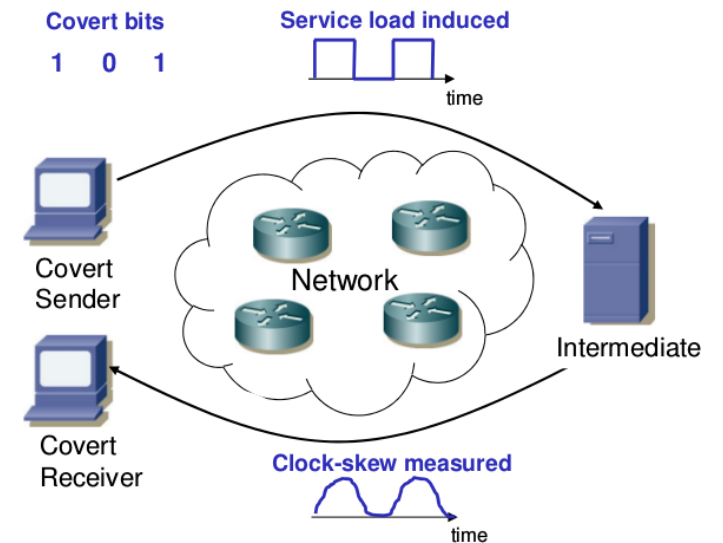 Covert bits
1 0 1
Service load induced
time
Covert
Sender
Network
Intermediate
Covert
Receiver
Clock-skew measured
time